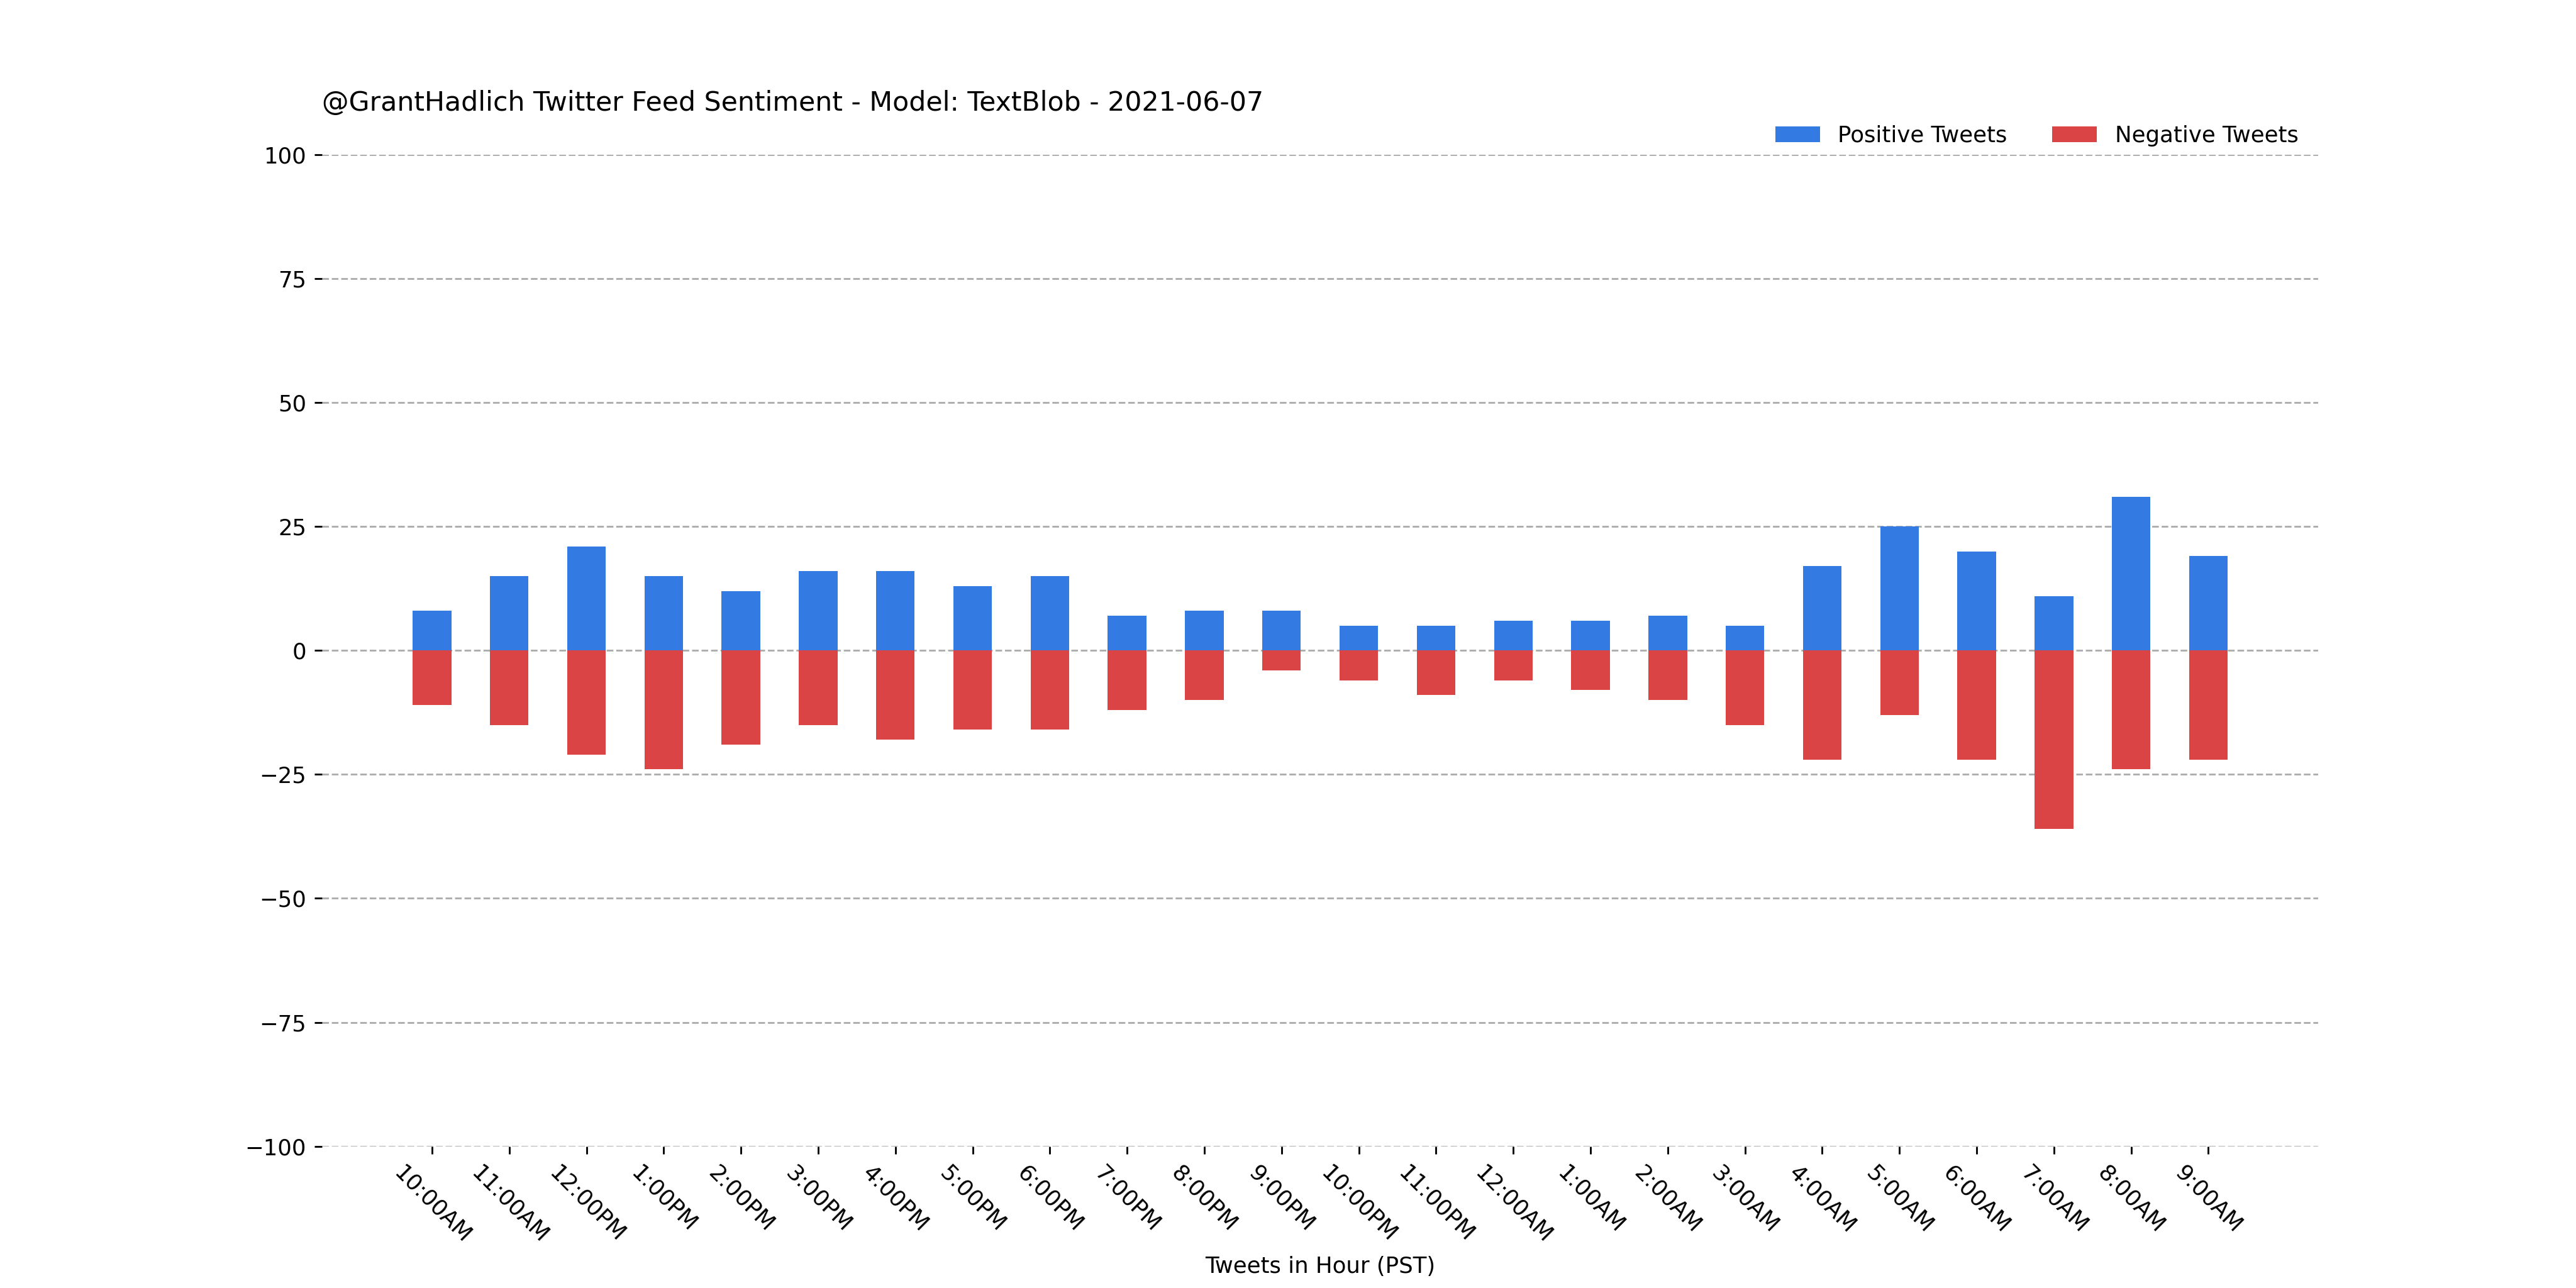 @GrantHadlich Twitter Feed Sentiment - Model: TextBlob - 2021-06-07
Positive Tweets
Negative Tweets
100
75
50
25
0
−25
−50
−75
−100
10:00AM
11:00AM
12:00PM
1:00PM
2:00PM
3:00PM
4:00PM
5:00PM
6:00PM
7:00PM
8:00PM
9:00PM
10:00PM
11:00PM
12:00AM
1:00AM
2:00AM
3:00AM
4:00AM
5:00AM
6:00AM
7:00AM
8:00AM
9:00AM
Tweets in Hour (PST)